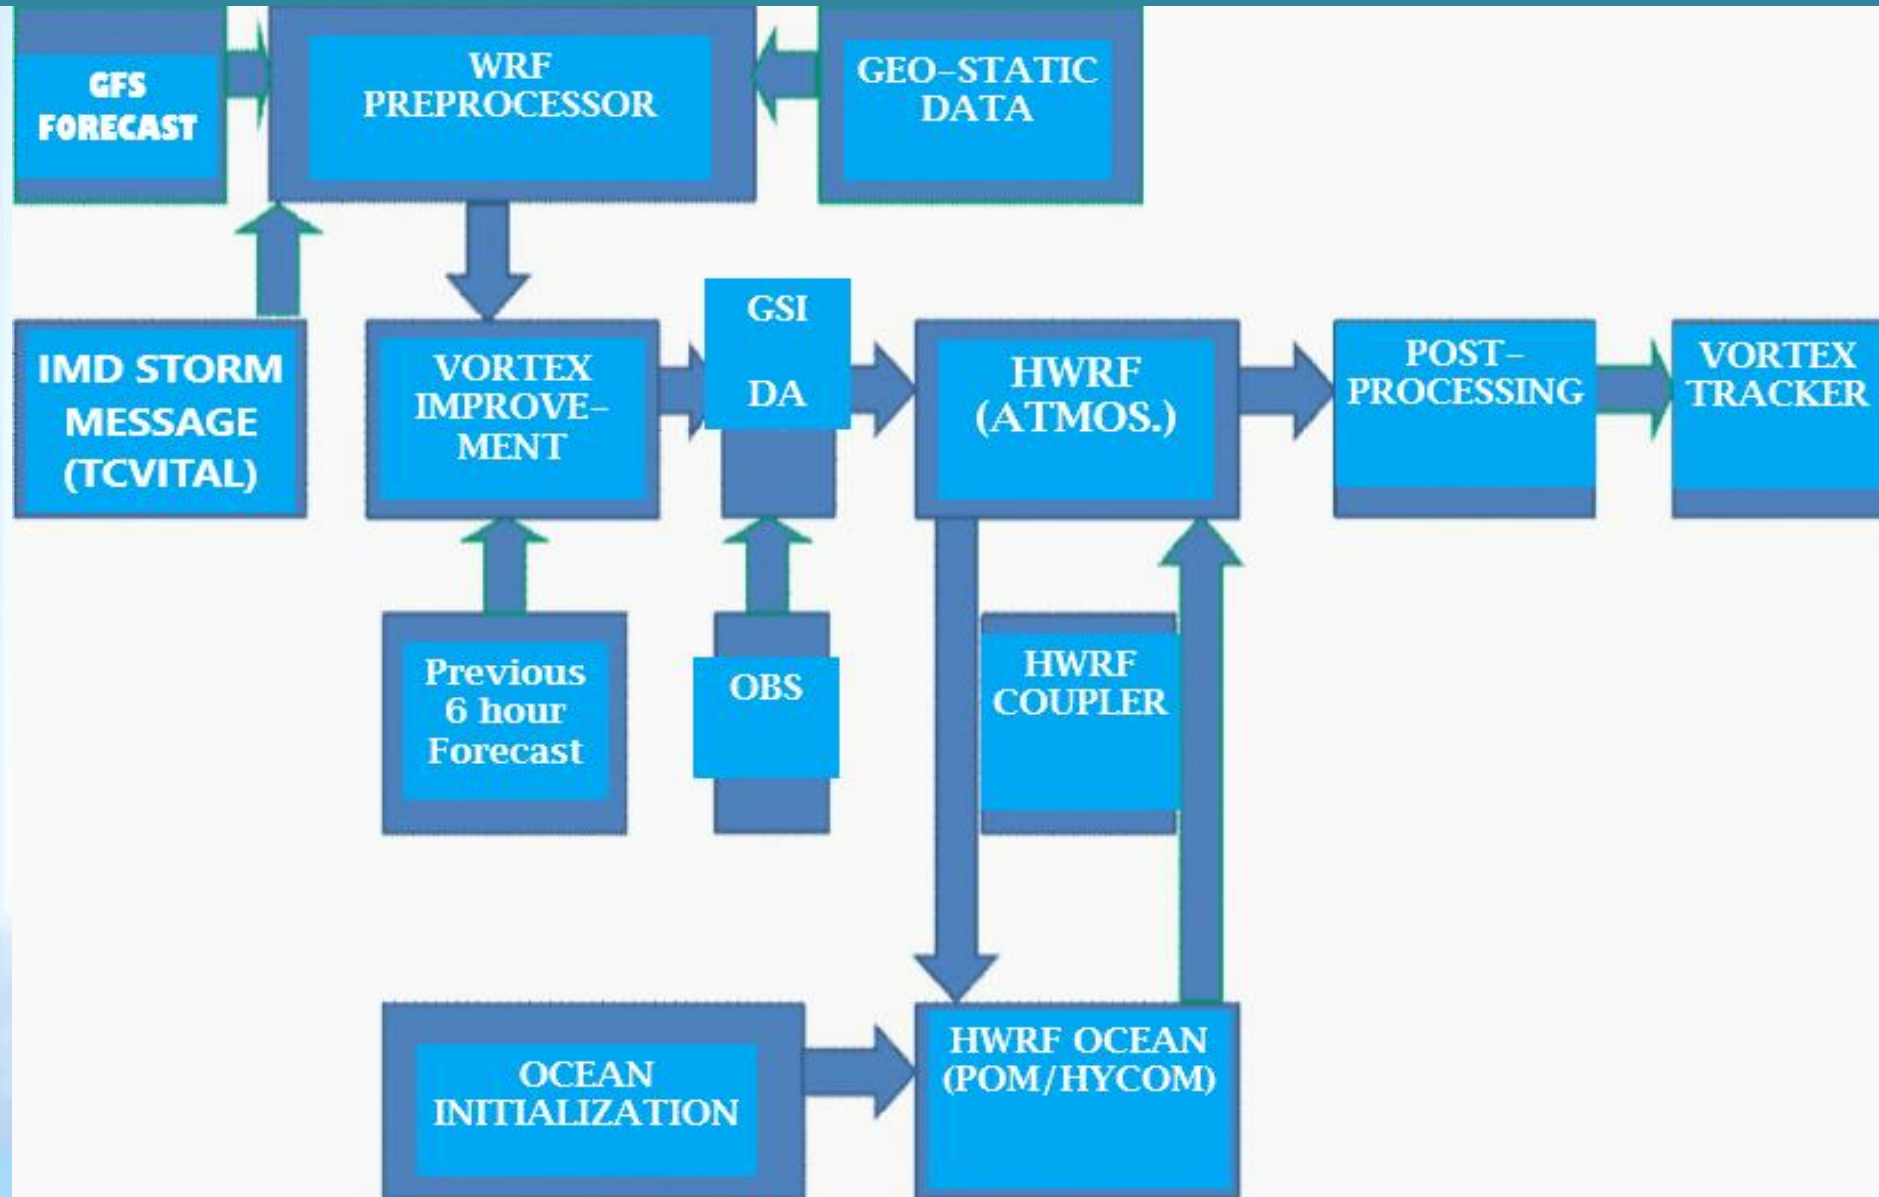 GFS
FORECAST
WRF
PREPROCESSOR
GEO-STATIC
DATA
IMD STORM
MESSAGE
(TCVITAL)
VORTEX
IMPROVE-
MENT
GSI
DA
HWRF
(ATMOS.)
POST-
PROCESSING
VORTEX
TRACKER
Previous
6 hour
Forecast
OBS
HWRF
COUPLER
OCEAN
INITIALIZATION
HWRF OCEAN
(POM/HYCOM)